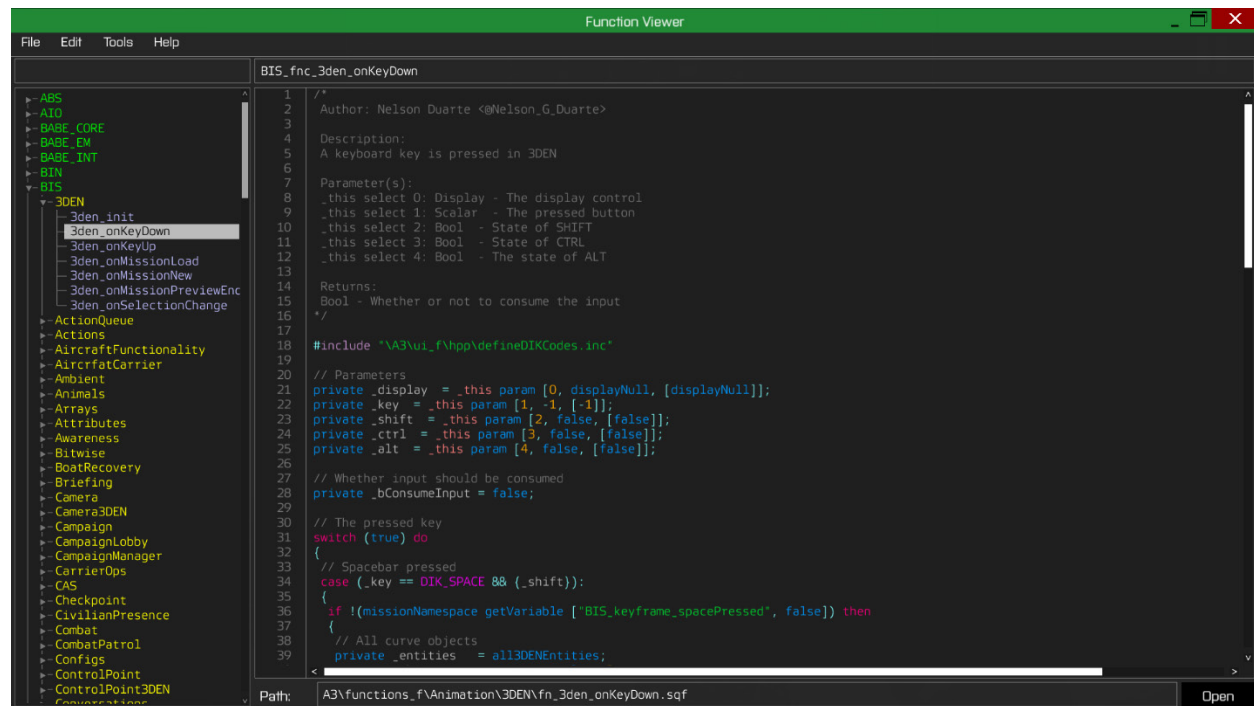 Function Viewer
File Edit Tools Help
BIS_fnc_3den_onKeyDown
ABS
AIO
BABE_CORE
BABE_EM
BABE_INT
BIN
BIS
3DEN
3den_init
3den_onKeyDown
3den_onKeyUp
3den_onMissionLoad
3den_onMissionNew
3den_onMissionPreviewEnd
3den_onSelectionChange
ActionQueue
Actions
AircraftFunctionality
AircrfatCarrier
Ambient
Animals
Arrays
Attributes
Awareness
Bitwise
BoatRecovery
Briefing
Camera
Camera3DEN
Campaign
CampaignLobby
CampaignManager
CarrierOps
CAS
Checkpoint
CivilianPresence
Combat
CombatPatrol
Configs
ControlPoint
ControlPoint3DEN
Conversations
1 /*
2 Author: Nelson Duarte <@Nelson_G_Duarte>
3
4 Description:
5 A keyboard key is pressed in 3DEN
6
7 Parameter(s):
8 _this select 0: Display - The display control
9 _this select 1: Scalar - The pressed button
10 _this select 2: Bool - State of SHIFT
11 _this select 3: Bool - State of CTRL
12 _this select 4: Bool - The state of ALT
13
14 Returns:
15 Bool - Whether or not to consume the input
16 */
17
18 #include "\A3\ui_f\hpp\defineDIKCodes.inc"
19
20 // Parameters
21 private _display = _this param [0, displayNull, [displayNull]];
22 private _key = _this param [1, -1, [-1]];
23 private _shift = _this param [2, false, [false]];
24 private _ctrl = _this param [3, false, [false]];
25 private _alt = _this param [4, false, [false]];
26
27 // Whether input should be consumed
28 private _bConsumeInput = false;
29
30 // The pressed key
31 switch (true) do
32 {
33 // Spacebar pressed
34 case (_key == DIK_SPACE && {_shift}):
35 {
36 if !(missionNamespace getVariable ["BIS_keyframe_spacePressed", false]) then
37 {
38 // All curve objects
39 private _entities = all3DENEntities;
Path: A3\functions_f\Animation\3DEN\fn_3den_onKeyDown.sqf Open